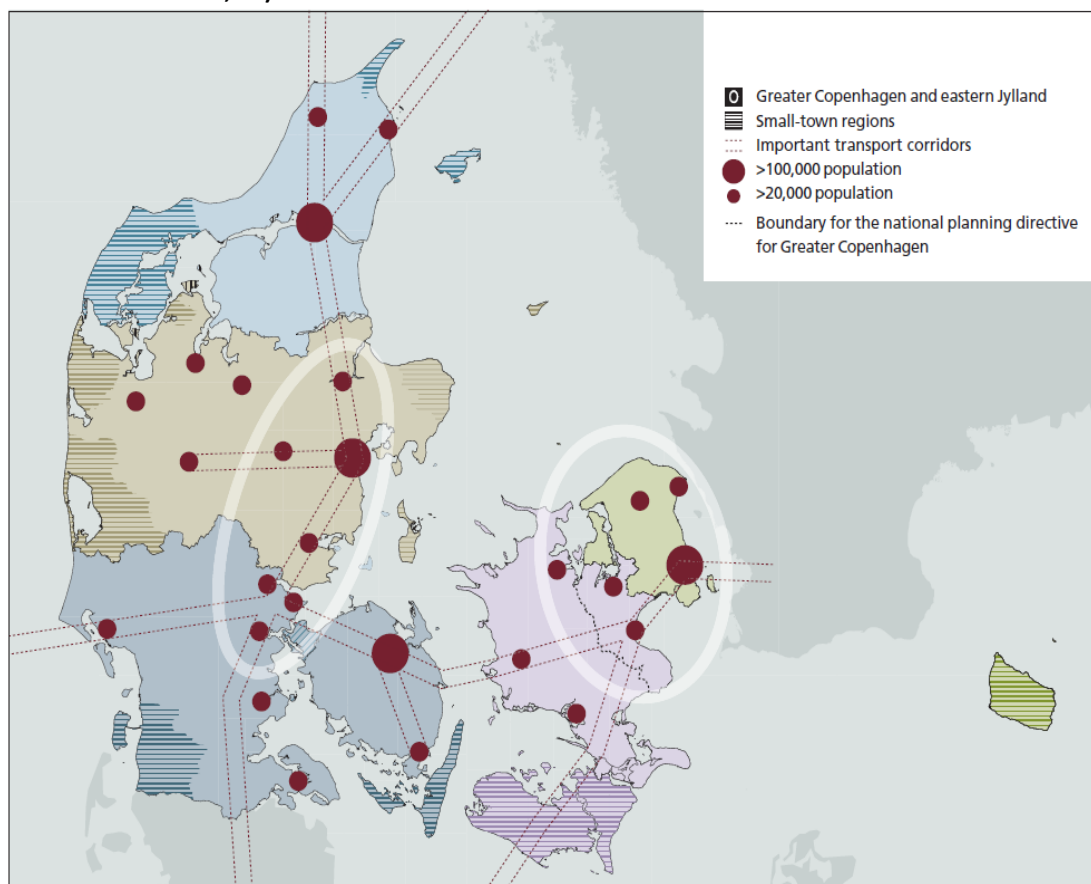 Greater Copenhagen and eastern Jylland
Small-town regions
Important transport corridors
>100,000 population
>20,000 population
Boundary for the national planning directive
for Greater Copenhagen